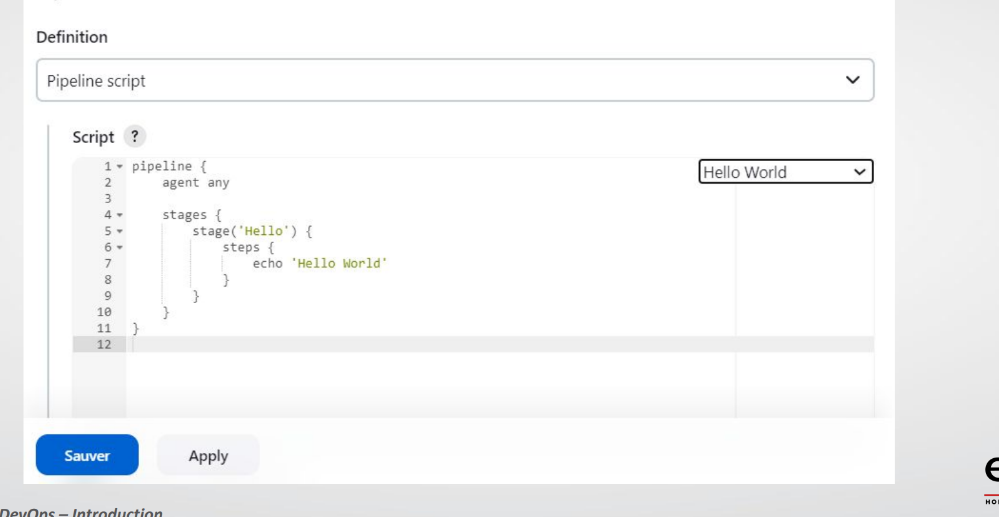 Definition
Pipeline script
Script ?
1 pipeline {
2 agent any
3
4 stages {
5 stage('Hello') {
6 steps {
7 echo 'Hello World'
8 }
9 }
10 }
11 }
12
Hello World
Sauver Apply
DevOps – Introduction